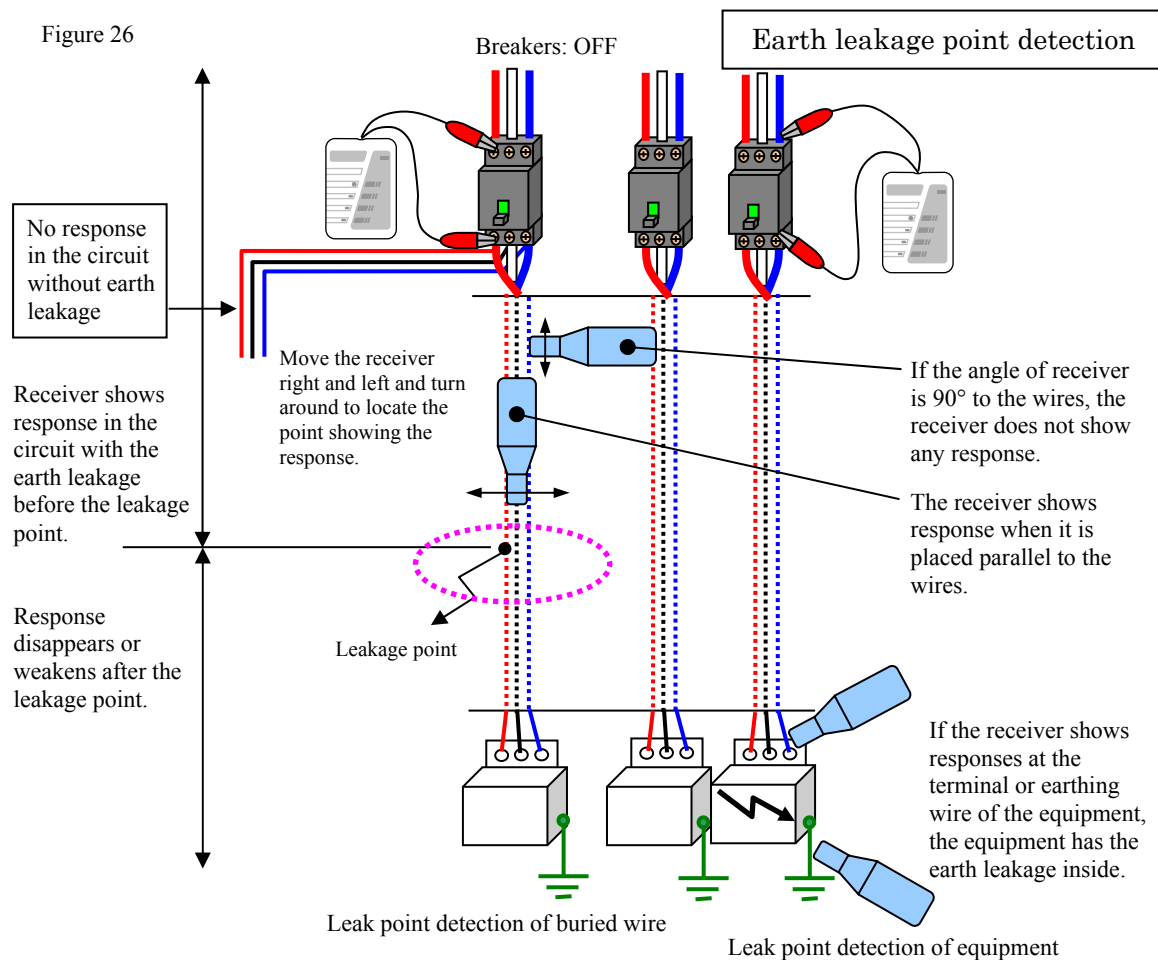 Figure 26
Breakers: OFF
Earth leakage point detection
No response
in the circuit
without earth
leakage
Receiver shows
response in the
circuit with the
earth leakage
before the leakage
point.
Move the receiver
right and left and turn
around to locate the
point showing the
response.
If the angle of receiver
is 90° to the wires, the
receiver does not show
any response.
The receiver shows
response when it is
placed parallel to the
wires.
Response
disappears or
weakens after the
leakage point.
Leakage point
If the receiver shows
responses at the
terminal or earthing
wire of the equipment,
the equipment has the
earth leakage inside.
Leak point detection of buried wire
Leak point detection of equipment